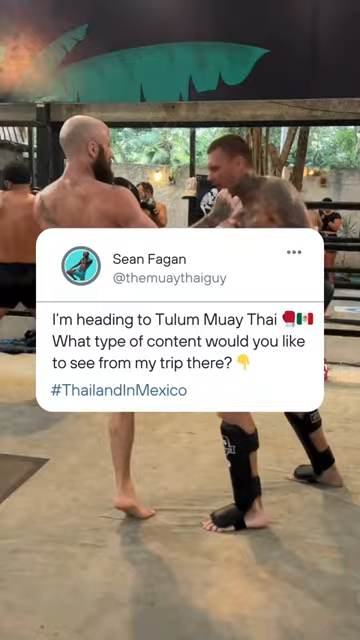 Sean Fagan
@themuaythaiguy
I'm heading to Tulum Muay Thai 🥊🇲🇽
What type of content would you like
to see from my trip there? 👇
#ThailandInMexico